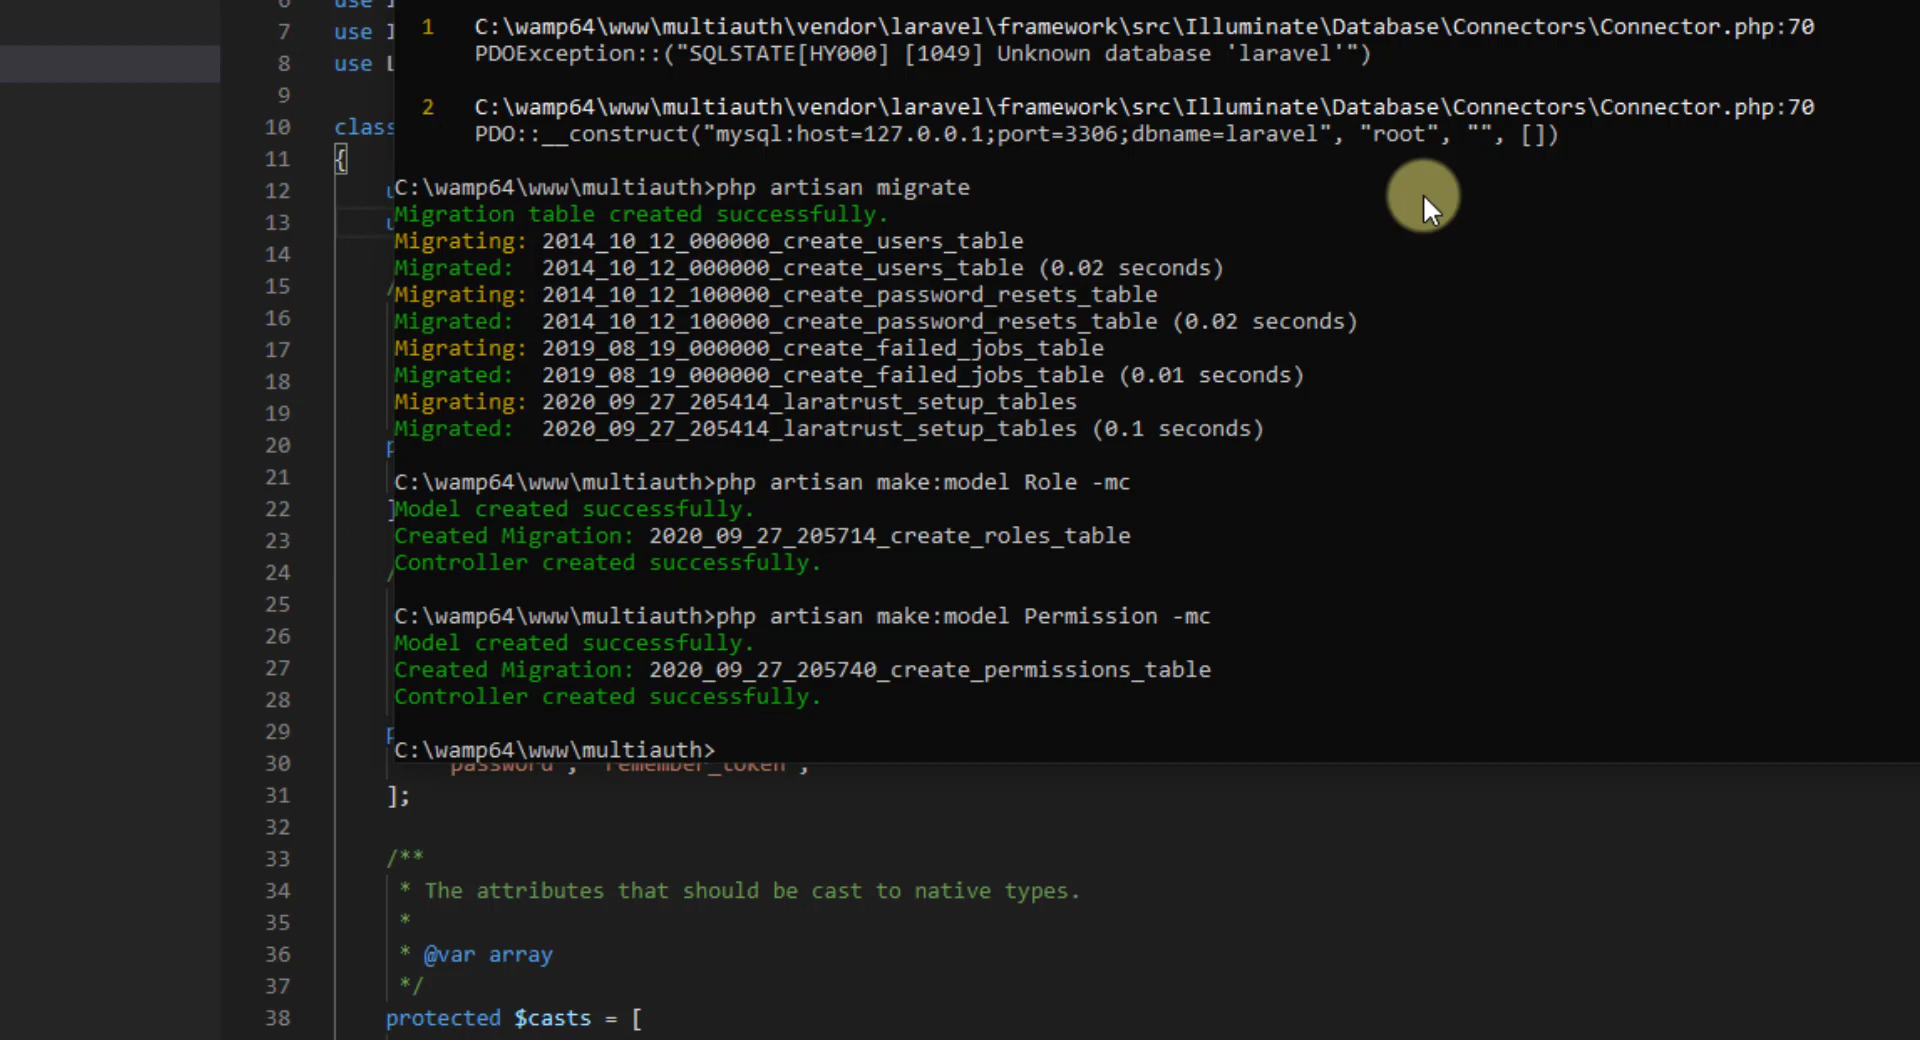 6 use I
1 C:\wamp64\www\multiauth\vendor\laravel\framework\src\Illuminate\Database\Connectors\Connector.php:70
7 use I
PDOException::("SQLSTATE[HY000] [1049] Unknown database 'laravel'")
8 use L
9
2 C:\wamp64\www\multiauth\vendor\laravel\framework\src\Illuminate\Database\Connectors\Connector.php:70
10 class
PDO::__construct("mysql:host=127.0.0.1;port=3306;dbname=laravel", "root", "", [])
11 {
12 u
C:\wamp64\www\multiauth>php artisan migrate
Migration table created successfully.
13 u
Migrating: 2014_10_12_000000_create_users_table
14
Migrated: 2014_10_12_000000_create_users_table (0.02 seconds)
15 /
Migrating: 2014_10_12_100000_create_password_resets_table
16
Migrated: 2014_10_12_100000_create_password_resets_table (0.02 seconds)
17
Migrating: 2019_08_19_000000_create_failed_jobs_table
18
Migrated: 2019_08_19_000000_create_failed_jobs_table (0.01 seconds)
19
Migrating: 2020_09_27_205414_laratrust_setup_tables
Migrated: 2020_09_27_205414_laratrust_setup_tables (0.1 seconds)
20 p
21
C:\wamp64\www\multiauth>php artisan make:model Role -mc
22 ]
Model created successfully.
23
Created Migration: 2020_09_27_205714_create_roles_table
24 /
Controller created successfully.
25
C:\wamp64\www\multiauth>php artisan make:model Permission -mc
26
Model created successfully.
27
Created Migration: 2020_09_27_205740_create_permissions_table
28
Controller created successfully.
29 p
C:\wamp64\www\multiauth>
30 'password', 'remember_token',
31 ];
32
33 /**
34 * The attributes that should be cast to native types.
35 *
36 * @var array
37 */
38 protected $casts = [